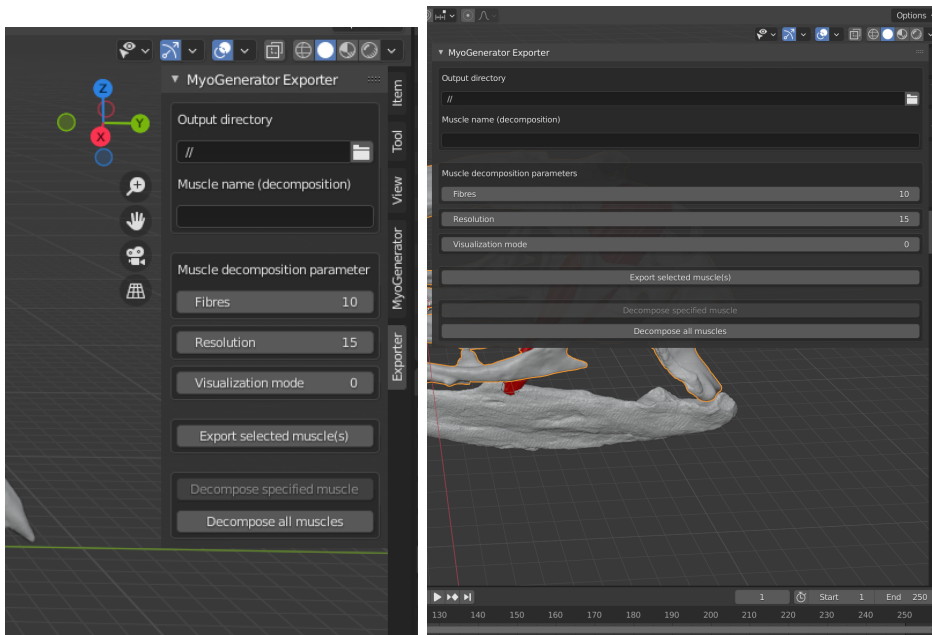 MyoGenerator Exporter
Output directory
//
Muscle name (decomposition)
Muscle decomposition parameter
Fibres 10
Resolution 15
Visualization mode 0
Export selected muscle(s)
Decompose specified muscle
Decompose all muscles
Z
Y
X
Item
Tool
View
MyoGenerator
Exporter
Options
MyoGenerator Exporter
Output directory
//
Muscle name (decomposition)
Muscle decomposition parameters
Fibres 10
Resolution 15
Visualization mode 0
Export selected muscle(s)
Decompose specified muscle
Decompose all muscles
1 Start 1 End 250
130 140 150 160 170 180 190 200 210 220 230 240 250